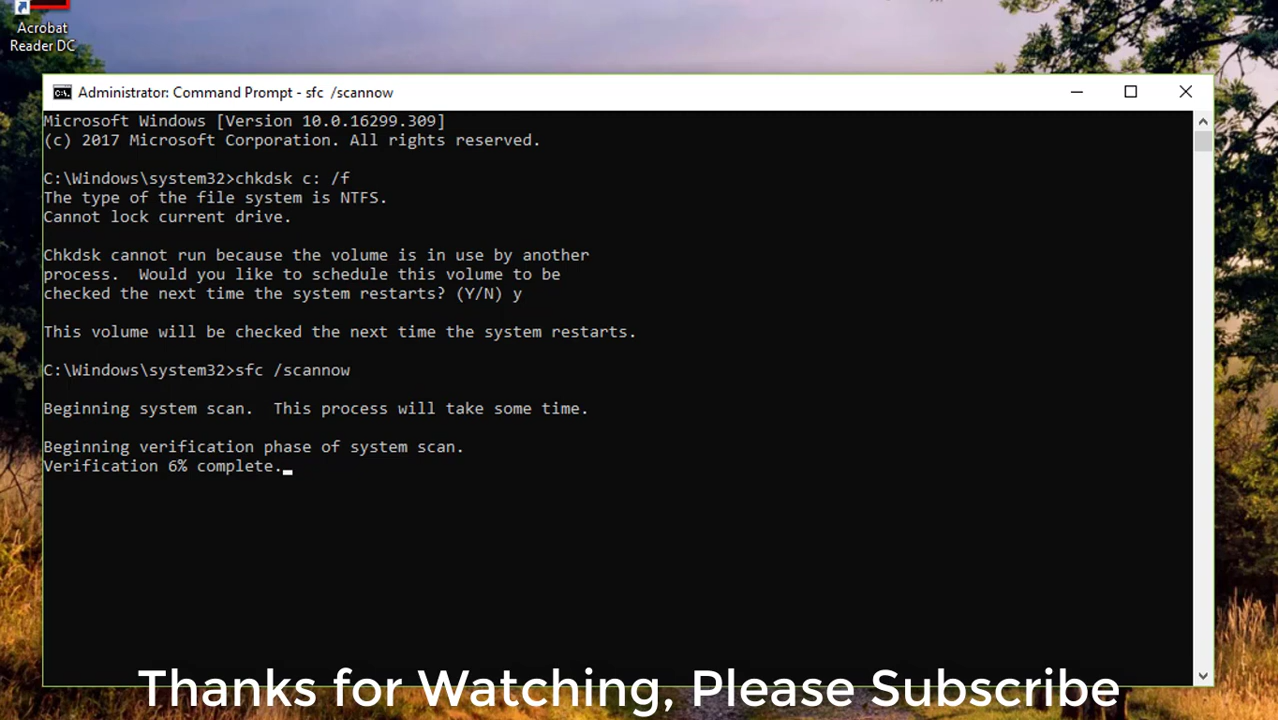 Acrobat
Reader DC
Administrator: Command Prompt - sfc  /scannow
Microsoft Windows [Version 10.0.16299.309]
(c) 2017 Microsoft Corporation. All rights reserved.
C:\Windows\system32>chkdsk c: /f
The type of the file system is NTFS.
Cannot lock current drive.
Chkdsk cannot run because the volume is in use by another
process.  Would you like to schedule this volume to be
checked the next time the system restarts? (Y/N) y
This volume will be checked the next time the system restarts.
C:\Windows\system32>sfc /scannow
Beginning system scan.  This process will take some time.
Beginning verification phase of system scan.
Verification 6% complete.
Thanks for Watching, Please Subscribe